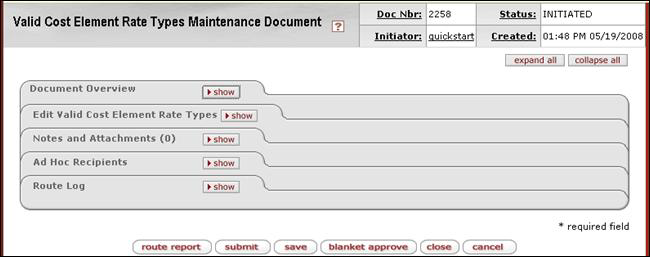 Valid Cost Element Rate Types Maintenance Document ?
Doc Nbr: 2258 Status: INITIATED
Initiator: quickstart Created: 01:48 PM 05/19/2008
expand all collapse all
Document Overview show
Edit Valid Cost Element Rate Types show
Notes and Attachments (0) show
Ad Hoc Recipients show
Route Log show
* required field
route report submit save blanket approve close cancel